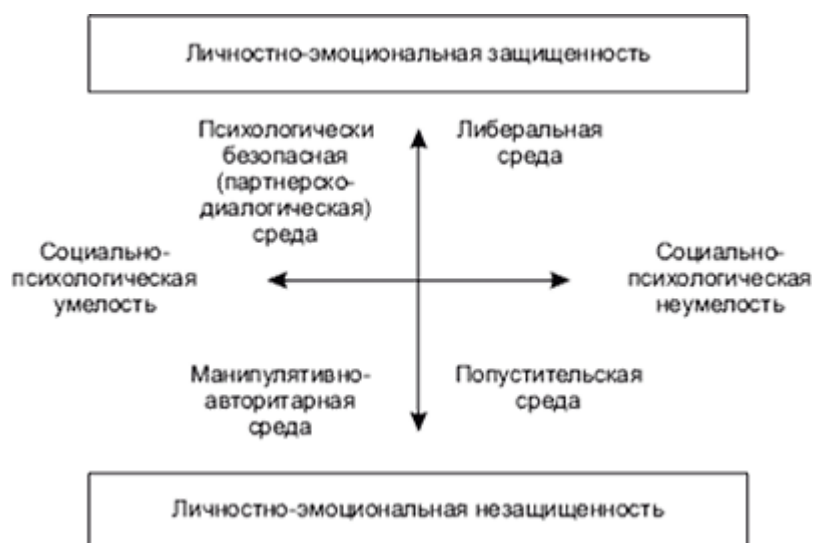 Личностно-эмоциональная защищенность
Психологически
безопасная
(партнерско-
диалогическая)
среда
Либеральная
среда
Социально-
психологическая
умелость
Социально-
психологическая
неумелость
Манипулятивно-
авторитарная
среда
Попустительская
среда
Личностно-эмоциональная незащищенность